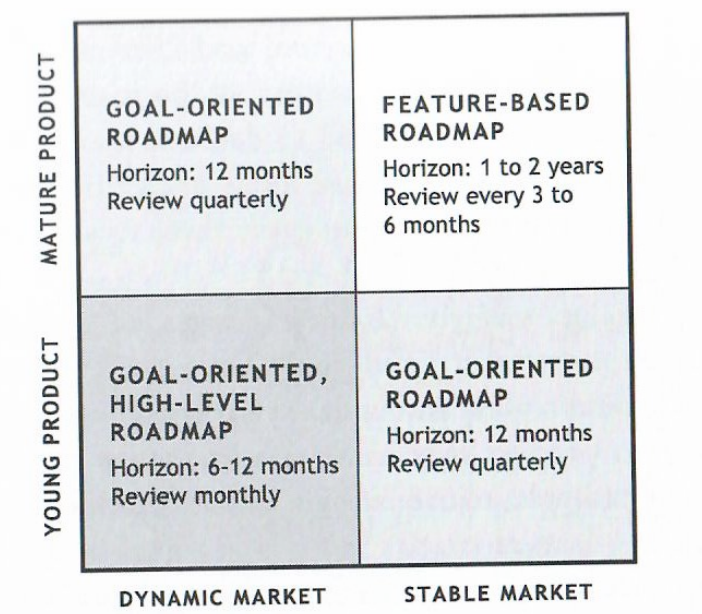 MATURE PRODUCT
GOAL-ORIENTED
ROADMAP
Horizon: 12 months
Review quarterly
FEATURE-BASED
ROADMAP
Horizon: 1 to 2 years
Review every 3 to
6 months
YOUNG PRODUCT
GOAL-ORIENTED,
HIGH-LEVEL
ROADMAP
Horizon: 6-12 months
Review monthly
GOAL-ORIENTED
ROADMAP
Horizon: 12 months
Review quarterly
DYNAMIC MARKET
STABLE MARKET